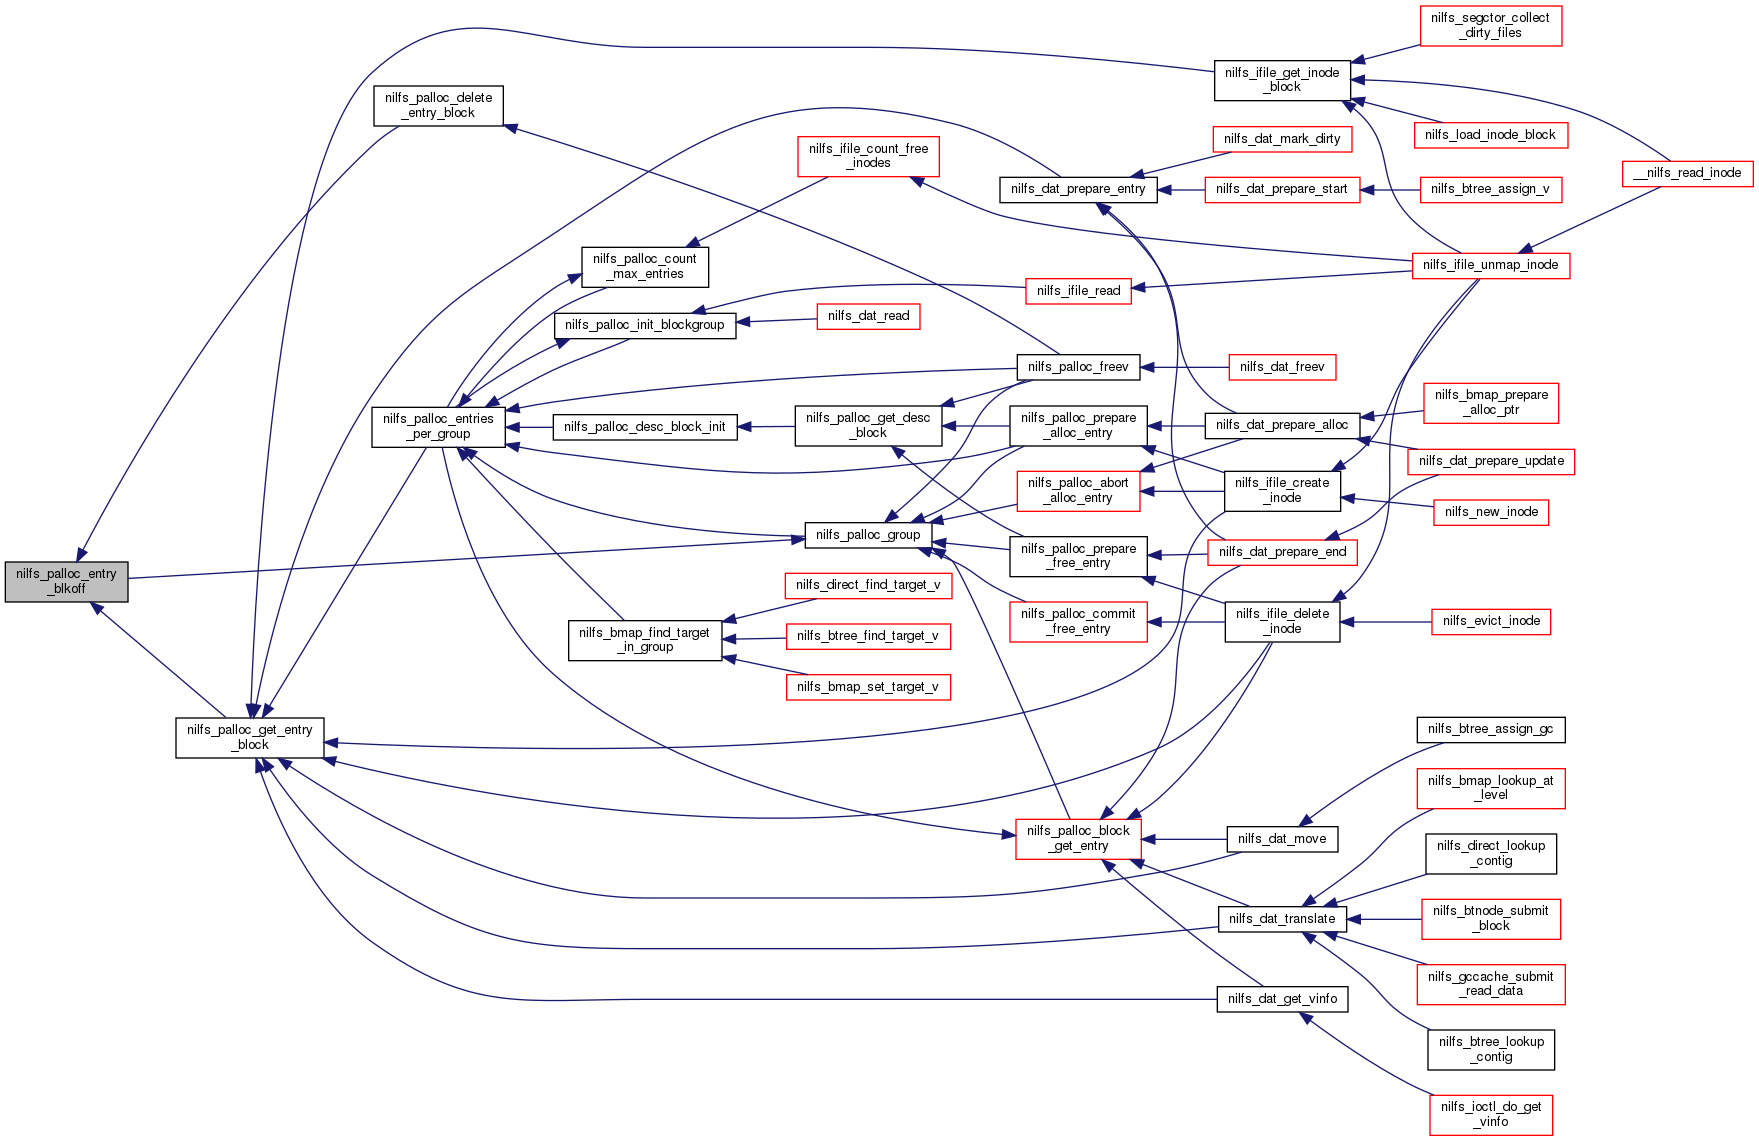 nilfs_palloc_entry
_blkoff
nilfs_palloc_delete
_entry_block
nilfs_palloc_get_entry
_block
nilfs_palloc_entries
_per_group
nilfs_palloc_count
_max_entries
nilfs_palloc_init_blockgroup
nilfs_palloc_desc_block_init
nilfs_bmap_find_target
_in_group
nilfs_ifile_count_free
_inodes
nilfs_dat_read
nilfs_palloc_get_desc
_block
nilfs_palloc_group
nilfs_direct_find_target_v
nilfs_btree_find_target_v
nilfs_bmap_set_target_v
nilfs_dat_prepare_entry
nilfs_ifile_read
nilfs_palloc_freev
nilfs_palloc_prepare
_alloc_entry
nilfs_palloc_abort
_alloc_entry
nilfs_palloc_prepare
_free_entry
nilfs_palloc_commit
_free_entry
nilfs_palloc_block
_get_entry
nilfs_ifile_get_inode
_block
nilfs_dat_mark_dirty
nilfs_dat_prepare_start
nilfs_dat_freev
nilfs_dat_prepare_alloc
nilfs_ifile_create
_inode
nilfs_dat_prepare_end
nilfs_ifile_delete
_inode
nilfs_dat_move
nilfs_dat_translate
nilfs_dat_get_vinfo
nilfs_segctor_collect
_dirty_files
nilfs_load_inode_block
nilfs_btree_assign_v
nilfs_ifile_unmap_inode
nilfs_bmap_prepare
_alloc_ptr
nilfs_dat_prepare_update
nilfs_new_inode
nilfs_evict_inode
nilfs_btree_assign_gc
nilfs_bmap_lookup_at
_level
nilfs_direct_lookup
_contig
nilfs_btnode_submit
_block
nilfs_gccache_submit
_read_data
nilfs_btree_lookup
_contig
nilfs_ioctl_do_get
_vinfo
__nilfs_read_inode